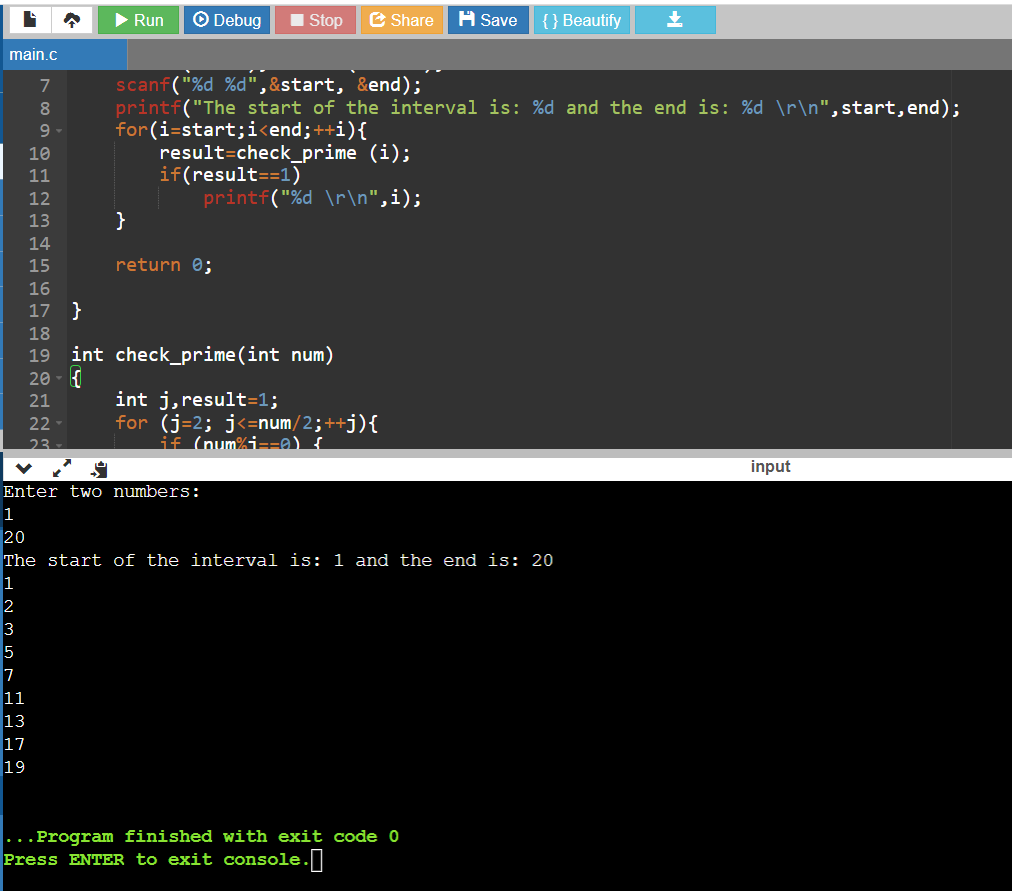 Run Debug Stop Share Save { } Beautify
main.c
7 scanf("%d %d",&start, &end);
8 printf("The start of the interval is: %d and the end is: %d \r\n",start,end);
9 for(i=start;i<end;++i){
10 result=check_prime (i);
11 if(result==1)
12 printf("%d \r\n",i);
13 }
14
15 return 0;
16
17 }
18
19 int check_prime(int num)
20 {
21 int j,result=1;
22 for (j=2; j<=num/2;++j){
23 if (num%j==0) {
input
Enter two numbers:
1
20
The start of the interval is: 1 and the end is: 20
1
2
3
5
7
11
13
17
19
...Program finished with exit code 0
Press ENTER to exit console.